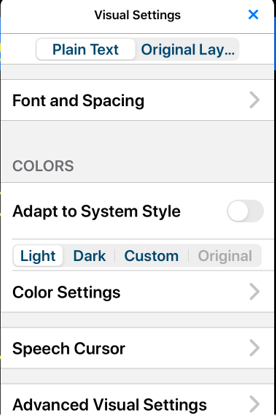 Visual Settings
Plain Text Original Lay...
Font and Spacing
COLORS
Adapt to System Style
Light Dark Custom Original
Color Settings
Speech Cursor
Advanced Visual Settings